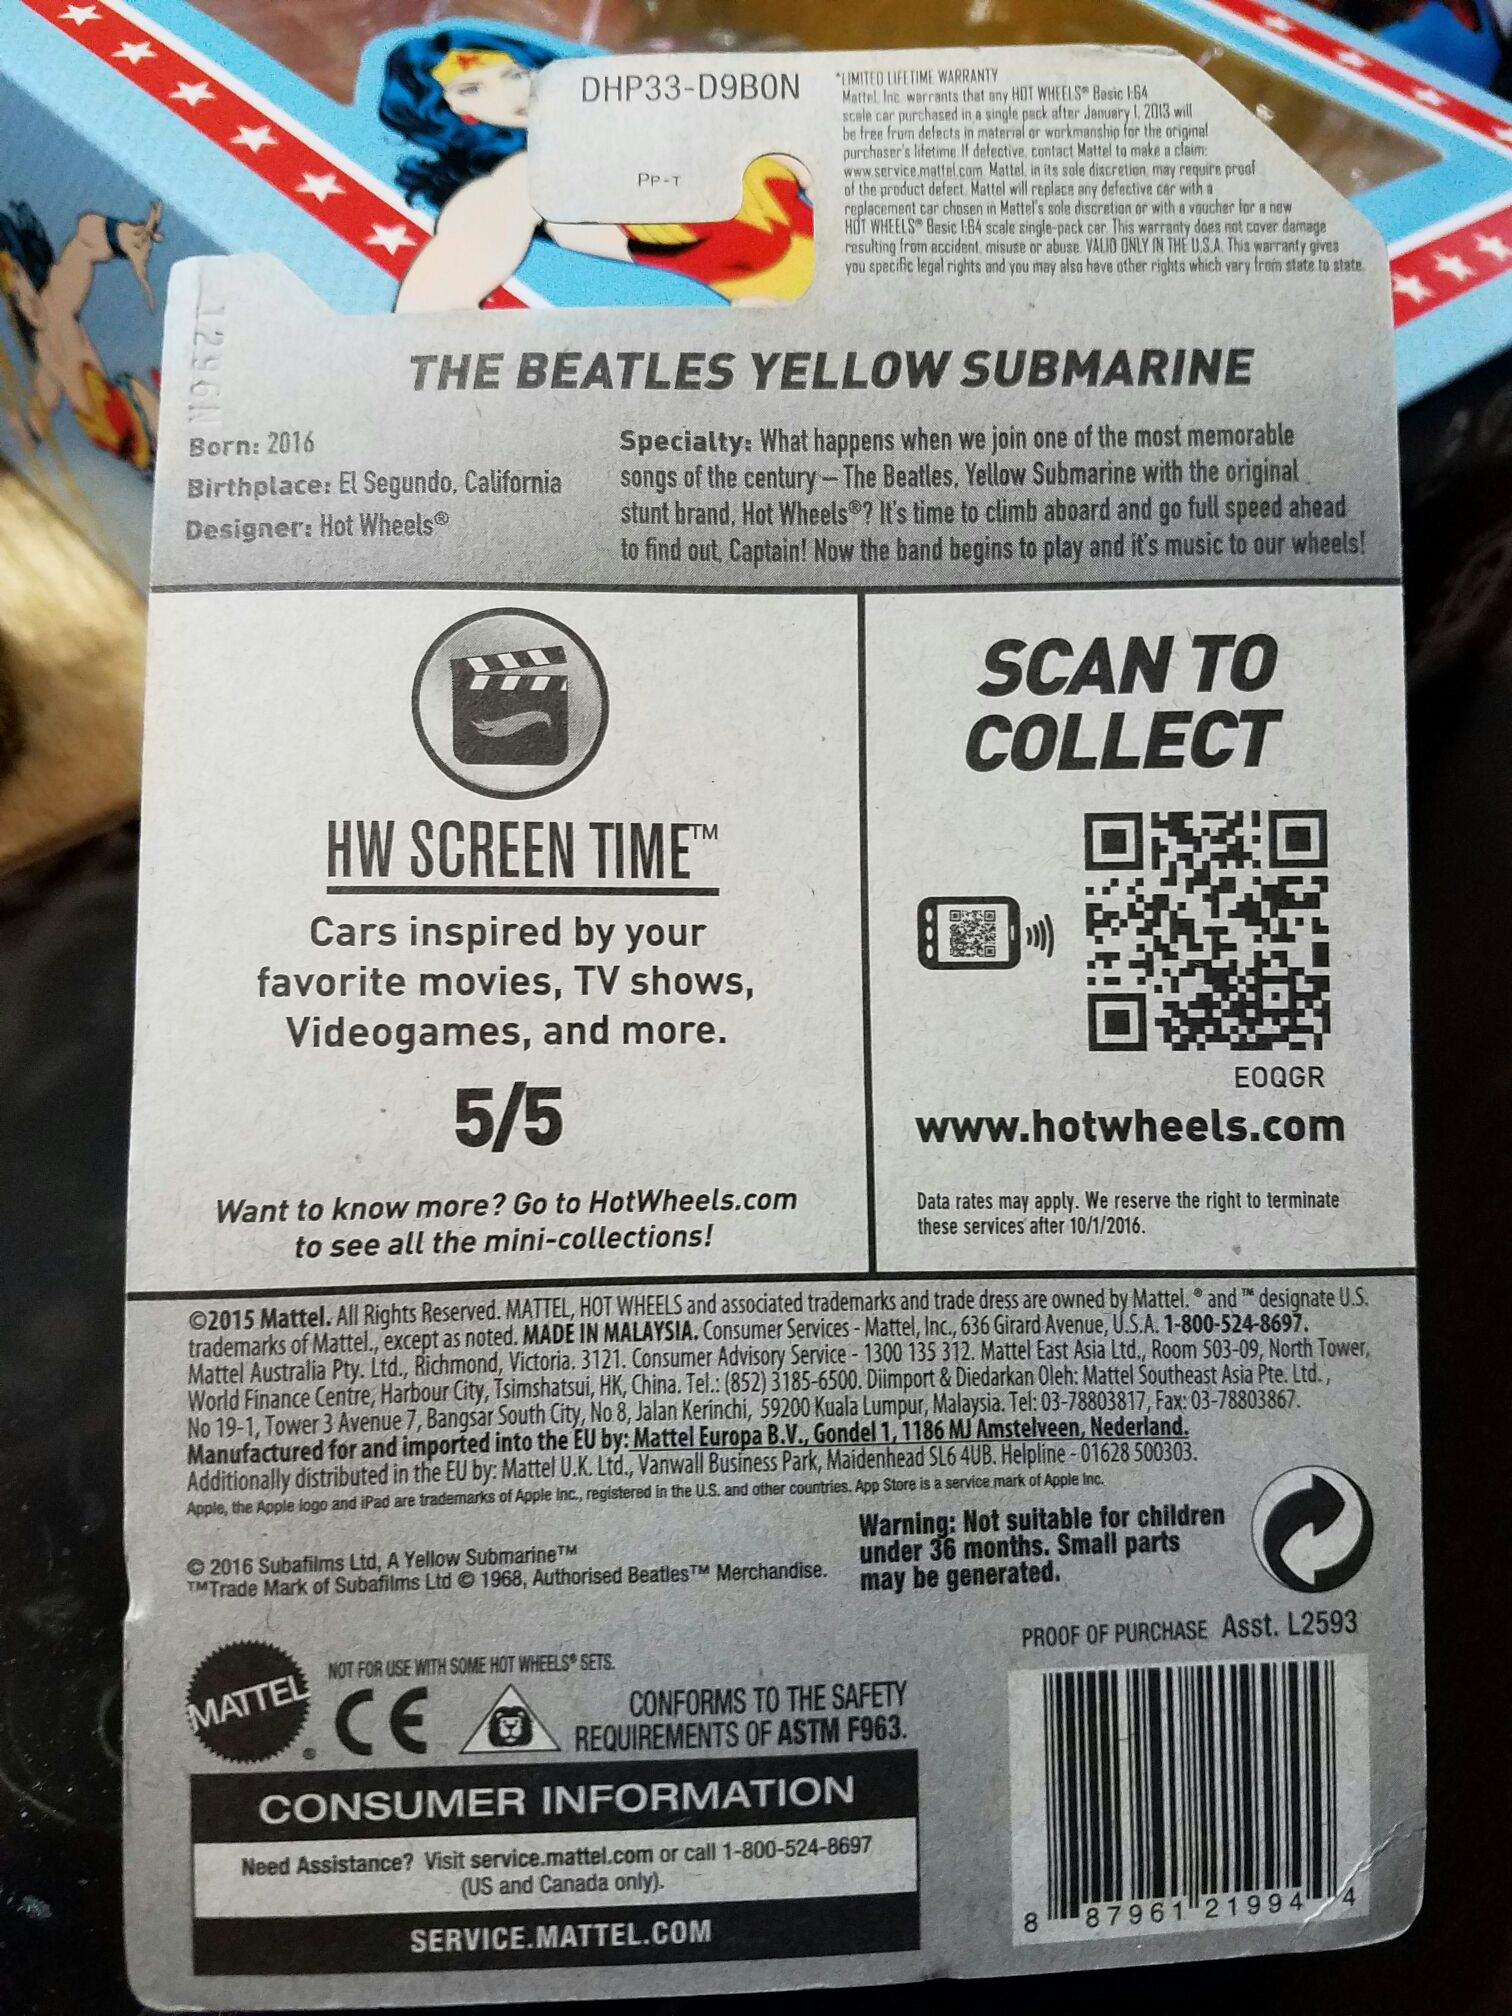 DHP33-D9B0N
Pp-T
*LIMITED LIFETIME WARRANTY
Mattel, Inc. warrants that any HOT WHEELS® Basic 1:64
scale car purchased in a single pack after January 1, 2013 will
be free from defects in material or workmanship for the original
purchaser's lifetime. If defective, contact Mattel to make a claim:
www.service.mattel.com. Mattel, in its sole discretion, may require proof
of the product defect. Mattel will replace any defective car with a
replacement car chosen in Mattel's sole discretion or with a voucher for a new
HOT WHEELS® Basic 1:64 scale single-pack car. This warranty does not cover damage
resulting from accident, misuse or abuse. VALID ONLY IN THE U.S.A. This warranty gives
you specific legal rights and you may also have other rights which vary from state to state.
THE BEATLES YELLOW SUBMARINE
Born: 2016
Birthplace: El Segundo, California
Designer: Hot Wheels®
Specialty: What happens when we join one of the most memorable
songs of the century – The Beatles, Yellow Submarine with the original
stunt brand, Hot Wheels®? It's time to climb aboard and go full speed ahead
to find out, Captain! Now the band begins to play and it's music to our wheels!
HW SCREEN TIME™
Cars inspired by your
favorite movies, TV shows,
Videogames, and more.
5/5
Want to know more? Go to HotWheels.com
to see all the mini-collections!
SCAN TO
COLLECT
EOQGR
www.hotwheels.com
Data rates may apply. We reserve the right to terminate
these services after 10/1/2016.
©2015 Mattel. All Rights Reserved. MATTEL, HOT WHEELS and associated trademarks and trade dress are owned by Mattel. ® and ™ designate U.S.
trademarks of Mattel., except as noted. MADE IN MALAYSIA. Consumer Services - Mattel, Inc., 636 Girard Avenue, U.S.A. 1-800-524-8697.
Mattel Australia Pty. Ltd., Richmond, Victoria. 3121. Consumer Advisory Service - 1300 135 312. Mattel East Asia Ltd., Room 503-09, North Tower,
World Finance Centre, Harbour City, Tsimshatsui, HK, China. Tel.: (852) 3185-6500. Diimport & Diedarkan Oleh: Mattel Southeast Asia Pte. Ltd.,
No 19-1, Tower 3 Avenue 7, Bangsar South City, No 8, Jalan Kerinchi, 59200 Kuala Lumpur, Malaysia. Tel: 03-78803817, Fax: 03-78803867.
Manufactured for and imported into the EU by: Mattel Europa B.V., Gondel 1, 1186 MJ Amstelveen, Nederland.
Additionally distributed in the EU by: Mattel U.K. Ltd., Vanwall Business Park, Maidenhead SL6 4UB. Helpline - 01628 500303.
Apple, the Apple logo and iPad are trademarks of Apple Inc., registered in the U.S. and other countries. App Store is a service mark of Apple Inc.
© 2016 Subafilms Ltd, A Yellow Submarine™
™Trade Mark of Subafilms Ltd © 1968, Authorised Beatles™ Merchandise.
Warning: Not suitable for children
under 36 months. Small parts
may be generated.
PROOF OF PURCHASE Asst. L2593
MATTEL®
NOT FOR USE WITH SOME HOT WHEELS® SETS.
CE
CONFORMS TO THE SAFETY
REQUIREMENTS OF ASTM F963.
CONSUMER INFORMATION
Need Assistance? Visit service.mattel.com or call 1-800-524-8697
(US and Canada only).
SERVICE.MATTEL.COM
8 87961 21994 4